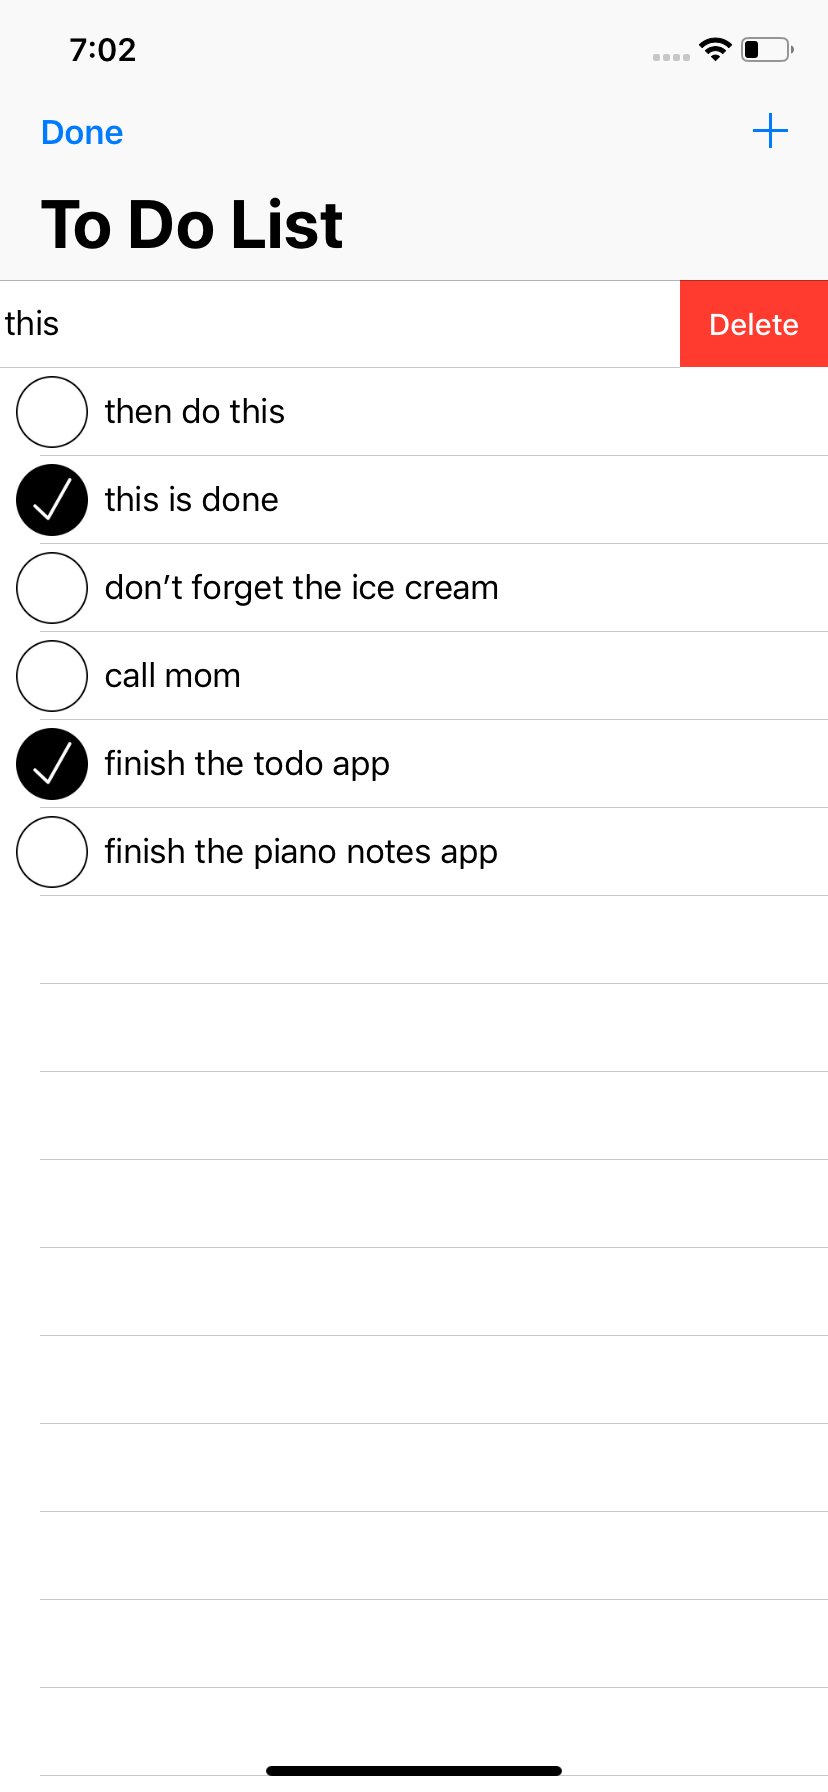 7:02
Done
To Do List
this Delete
then do this
this is done
don’t forget the ice cream
call mom
finish the todo app
finish the piano notes app